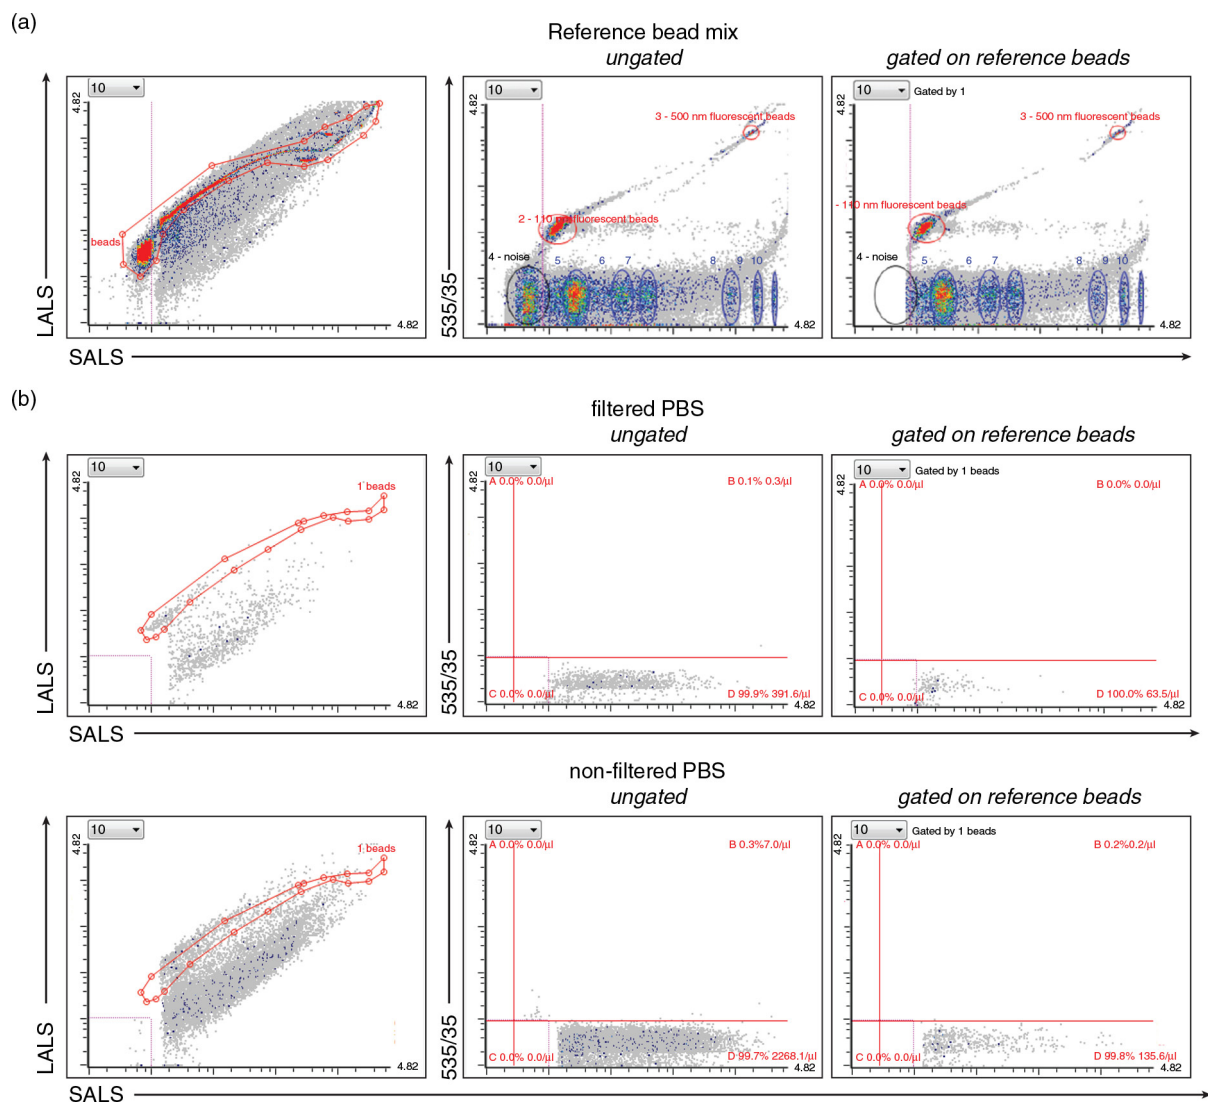 (a)
Reference bead mix
ungated
gated on reference beads
10
4.82
beads
4.82
LALS
10
4.82
3 - 500 nm fluorescent beads
2 - 110 nm fluorescent beads
4 - noise
5
6
7
8
9
10
4.82
535/35
10
Gated by 1
4.82
3 - 500 nm fluorescent beads
- 110 nm fluorescent beads
4 - noise
5
6
7
8
9
10
4.82
SALS
(b)
filtered PBS
ungated
gated on reference beads
10
4.82
1 beads
4.82
LALS
10
4.82
A 0.0% 0.0/µl
B 0.1% 0.3/µl
C 0.0% 0.0/µl
D 99.9% 391.6/µl
4.82
535/35
10
Gated by 1 beads
4.82
A 0.0% 0.0/µl
B 0.0% 0.0/µl
C 0.0% 0.0/µl
D 100.0% 63.5/µl
4.82
SALS
non-filtered PBS
ungated
gated on reference beads
10
4.82
1 beads
4.82
LALS
10
4.82
A 0.0% 0.0/µl
B 0.3%7.0/µl
C 0.0% 0.0/µl
D 99.7% 2268.1/µl
4.82
535/35
10
Gated by 1 beads
4.82
A 0.0% 0.0/µl
B 0.2%0.2/µl
C 0.0% 0.0/µl
D 99.8% 135.6/µl
4.82
SALS